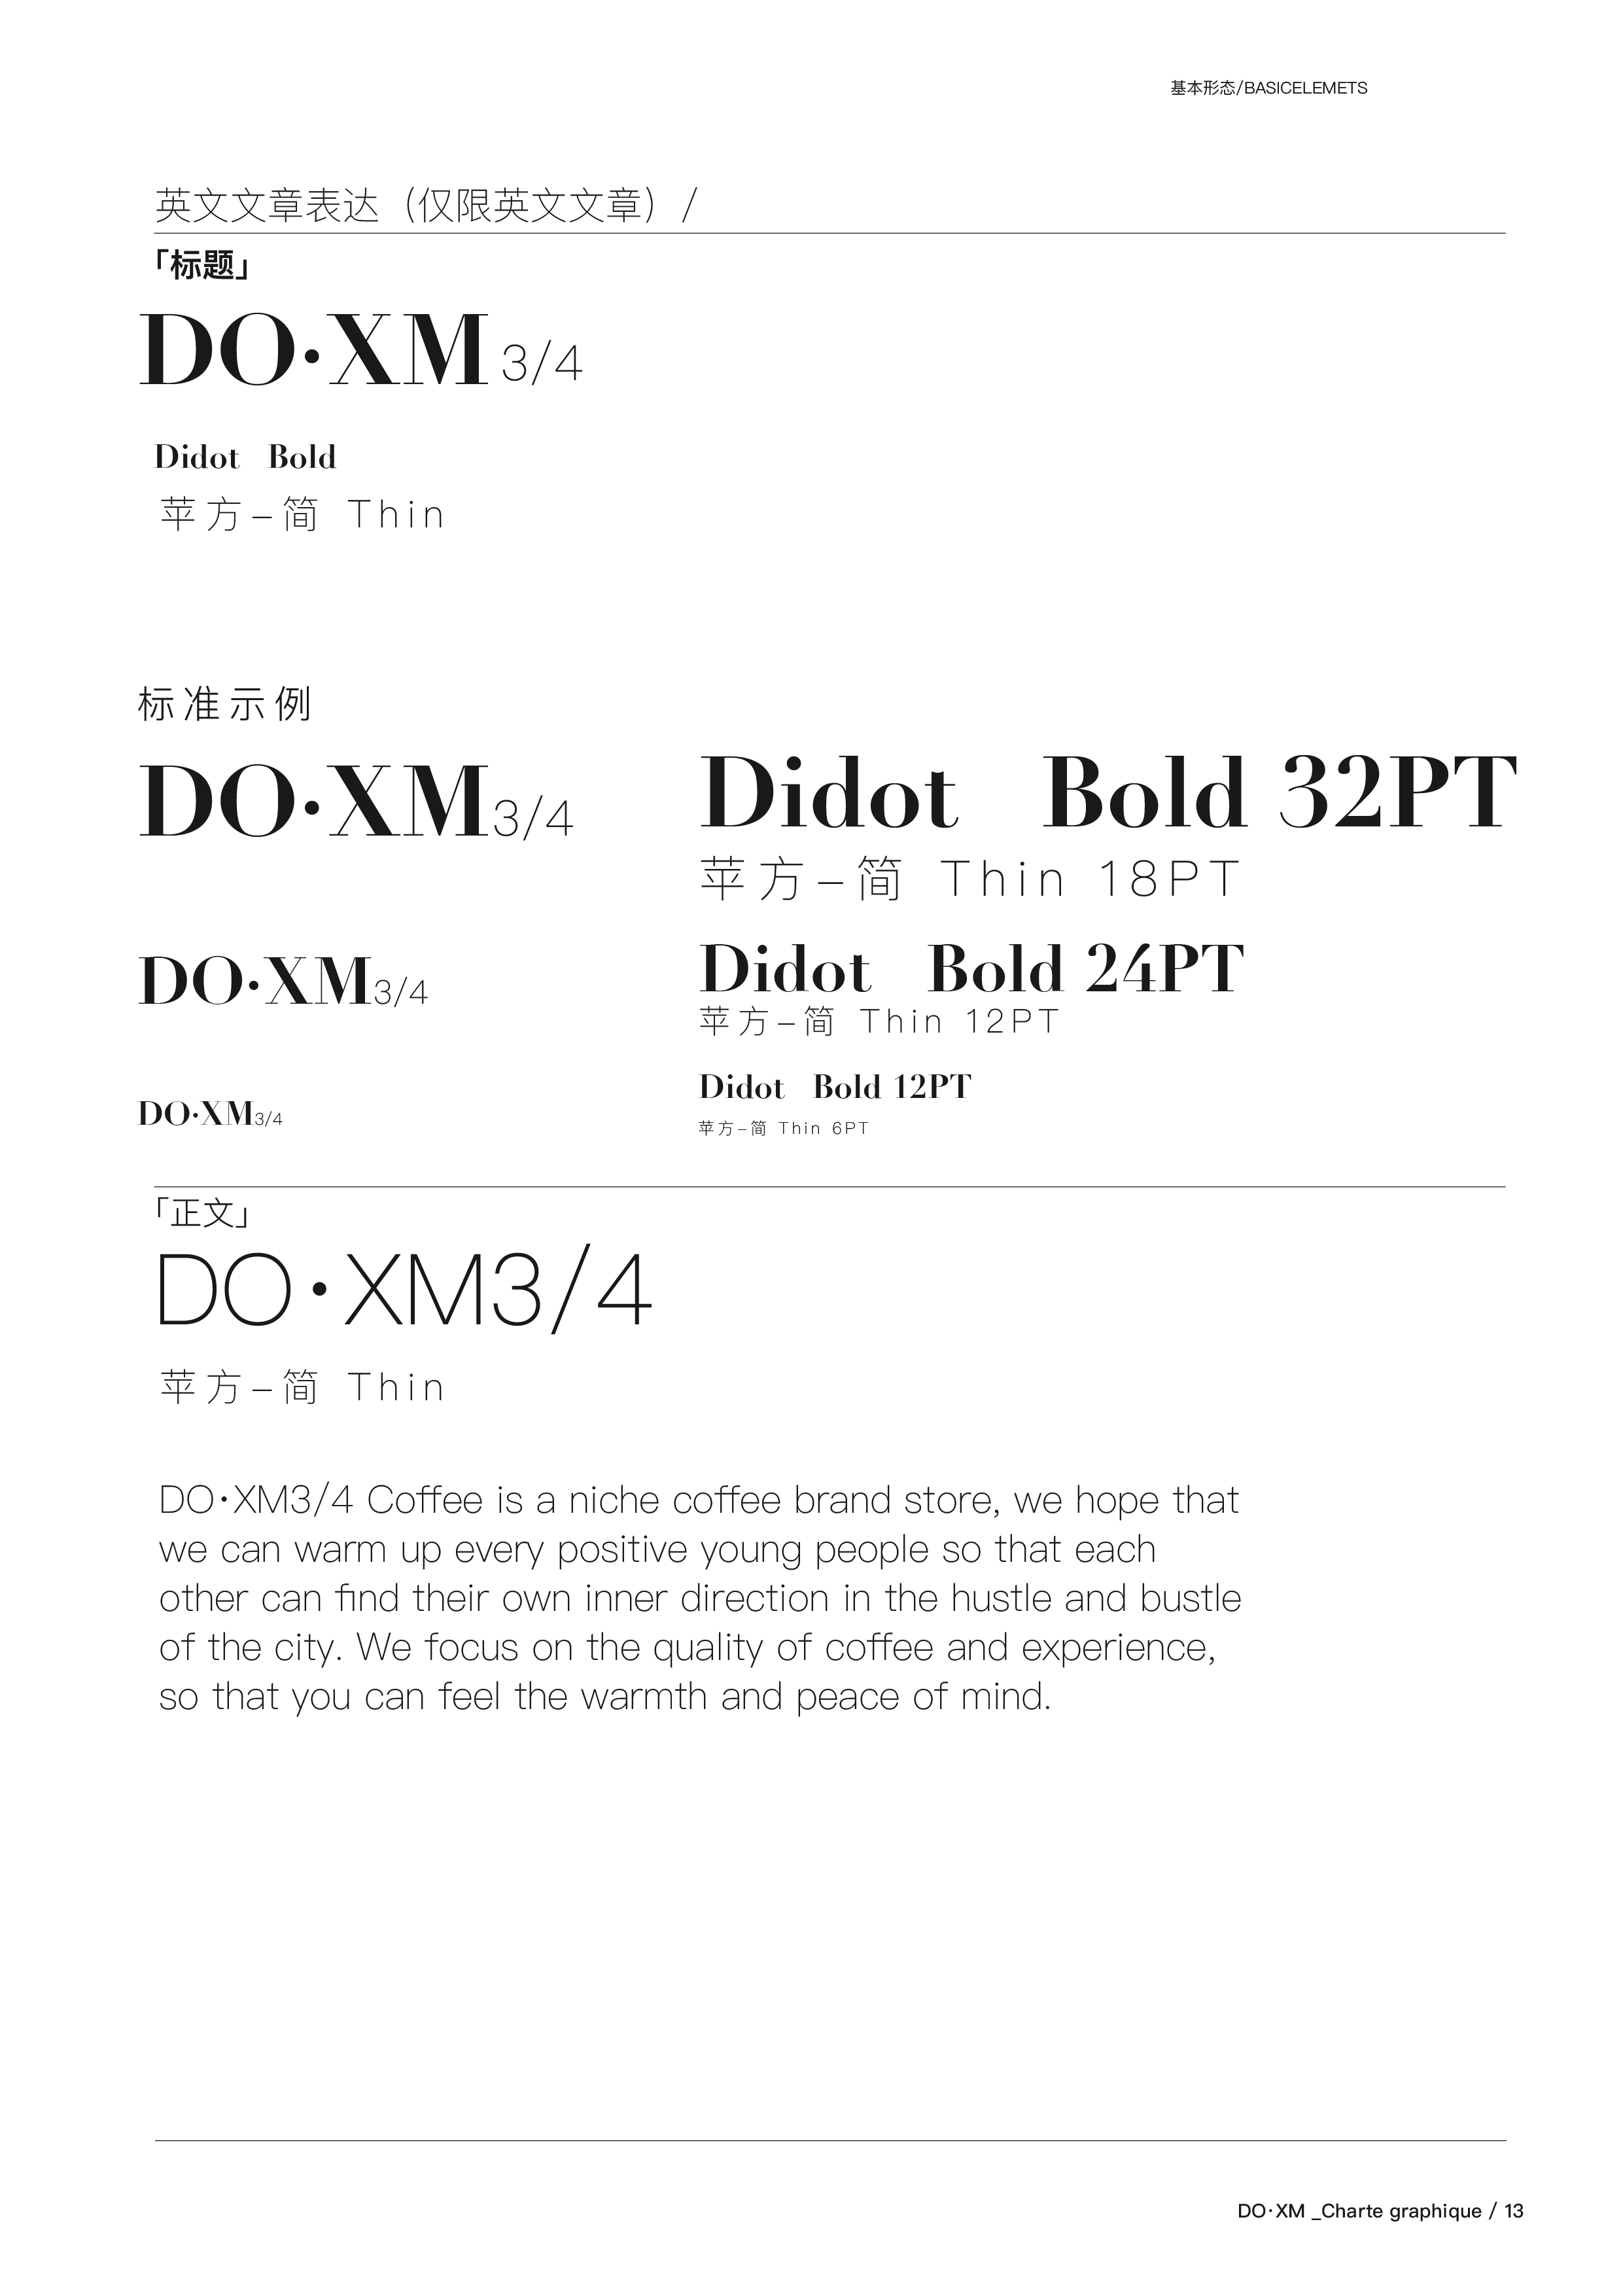 基本形态/BASICELEMETS
英文文章表达（仅限英文文章）/
「标题」
DO·XM 3/4
Didot Bold
苹方-简 Thin
标准示例
DO·XM3/4
Didot Bold 32PT
苹方-简 Thin 18PT
DO·XM3/4
Didot Bold 24PT
苹方-简 Thin 12PT
DO·XM3/4
Didot Bold 12PT
苹方-简 Thin 6PT
「正文」
DO·XM3/4
苹方-简 Thin
DO·XM3/4 Coffee is a niche coffee brand store, we hope that
we can warm up every positive young people so that each
other can find their own inner direction in the hustle and bustle
of the city. We focus on the quality of coffee and experience,
so that you can feel the warmth and peace of mind.
DO·XM _Charte graphique / 13